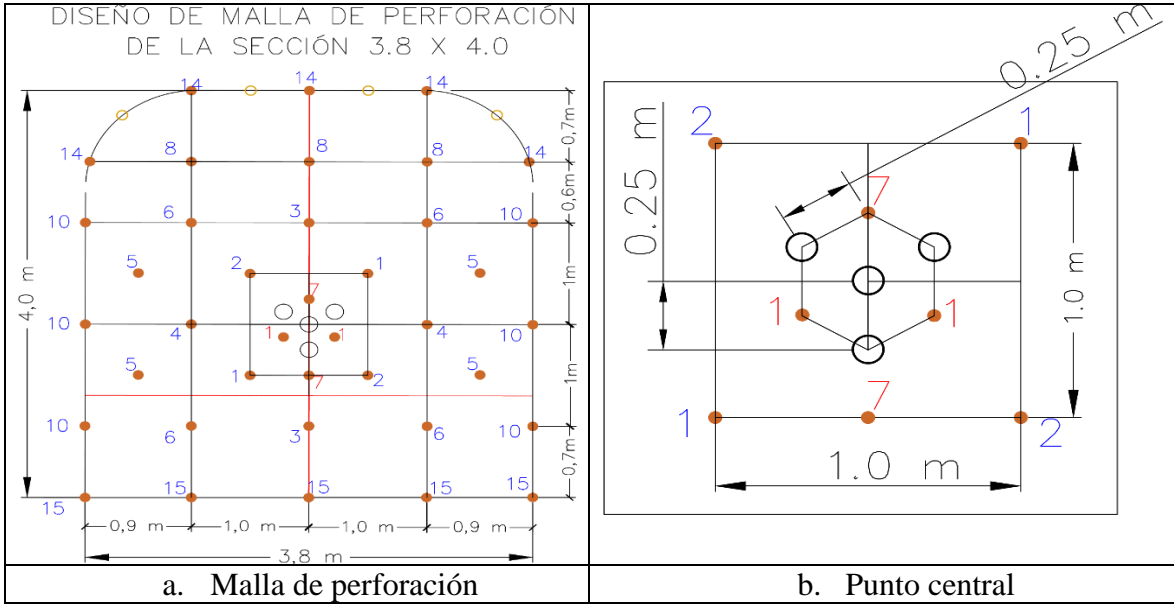 DISEÑO DE MALLA DE PERFORACIÓN
DE LA SECCIÓN 3.8 X 4.0
14 14 14
14 8 8 8 14
10 6 3 6 10
5 2 1 5
7
10 4 1 1 4 10
5 1 7 2 5
10 6 3 6 10
15 15 15 15 15
0,9 m 1,0 m 1,0 m 0,9 m
3,8 m
4,0 m
0,7m
0,6m
1m
1m
0,7m
a. Malla de perforación
0.25 m
0.25 m
2 1
7
1 1
1 7 2
1.0 m
1.0 m
b. Punto central